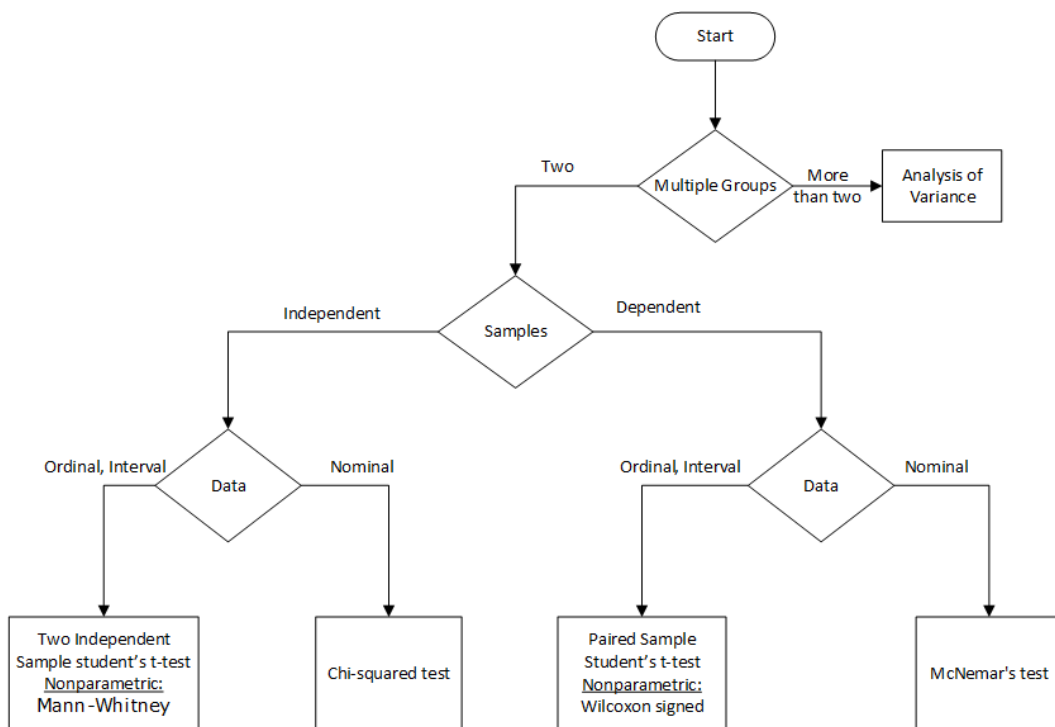 Start
Two
Multiple Groups
More
than two
Analysis of
Variance
Independent
Samples
Dependent
Ordinal, Interval
Data
Nominal
Ordinal, Interval
Data
Nominal
Two Independent
Sample student's t-test
Nonparametric:
Mann-Whitney
Chi-squared test
Paired Sample
Student's t-test
Nonparametric:
Wilcoxon signed
McNemar's test